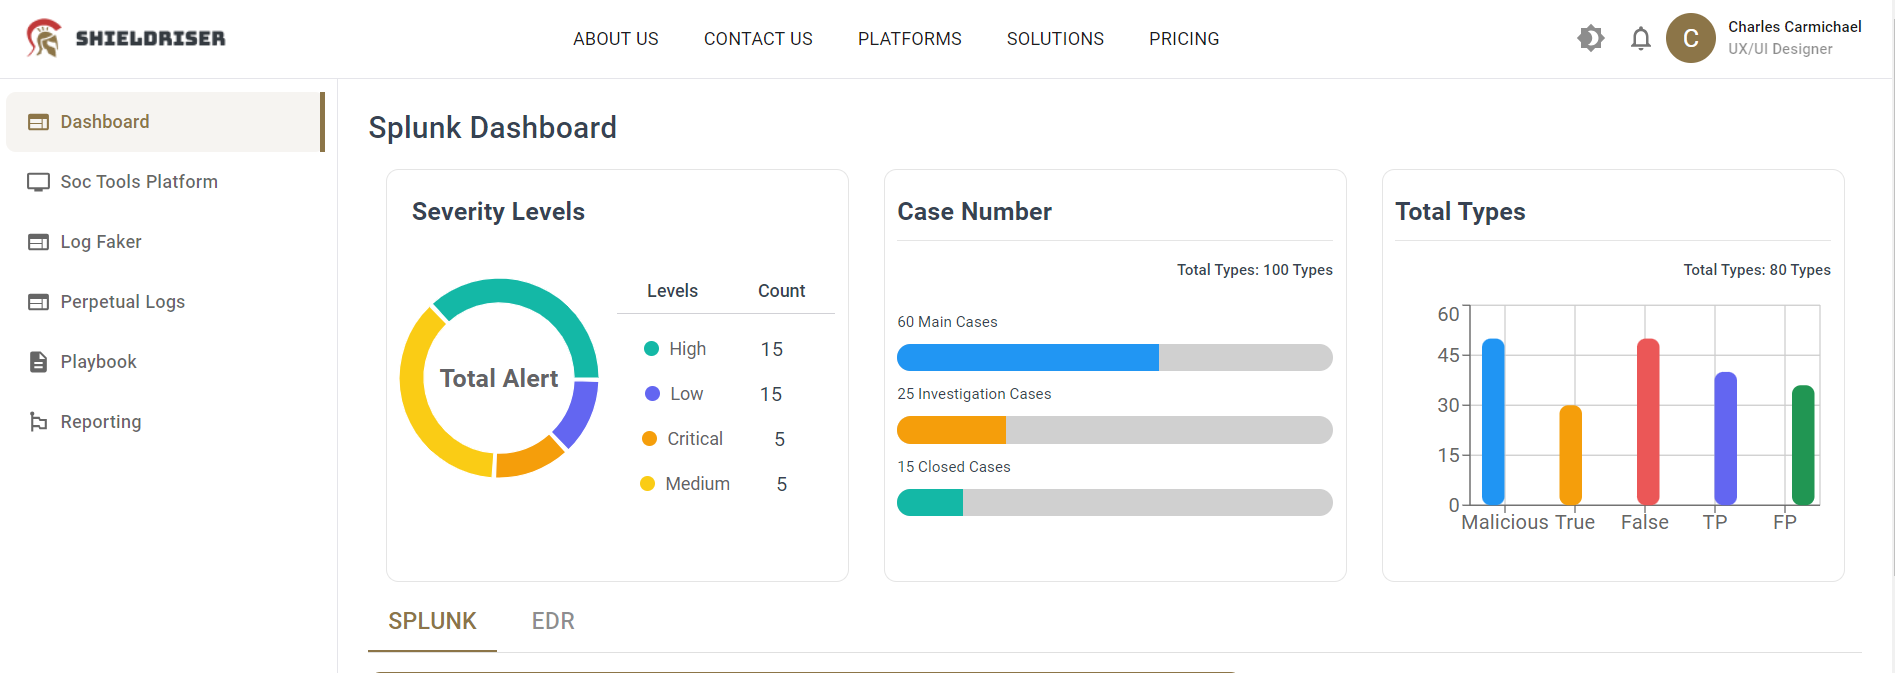 SHIELDRISER
ABOUT US
CONTACT US
PLATFORMS
SOLUTIONS
PRICING
C
Charles Carmichael
UX/UI Designer
Dashboard
Soc Tools Platform
Log Faker
Perpetual Logs
Playbook
Reporting
Splunk Dashboard
Severity Levels
Total Alert
Levels Count
High 15
Low 15
Critical 5
Medium 5
Case Number
Total Types: 100 Types
60 Main Cases
25 Investigation Cases
15 Closed Cases
Total Types
Total Types: 80 Types
60
45
30
15
0
Malicious True False TP FP
SPLUNK
EDR